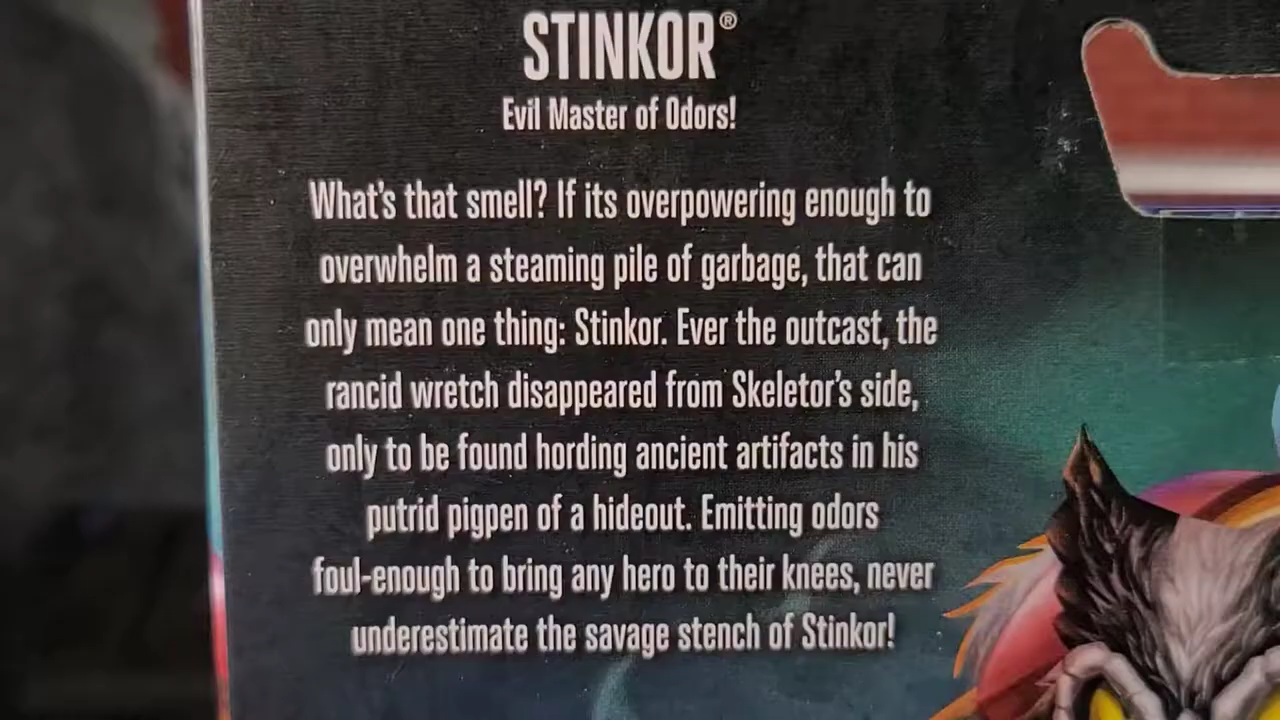 STINKOR®
Evil Master of Odors!
What's that smell? If its overpowering enough to
overwhelm a steaming pile of garbage, that can
only mean one thing: Stinkor. Ever the outcast, the
rancid wretch disappeared from Skeletor's side,
only to be found hording ancient artifacts in his
putrid pigpen of a hideout. Emitting odors
foul-enough to bring any hero to their knees, never
underestimate the savage stench of Stinkor!